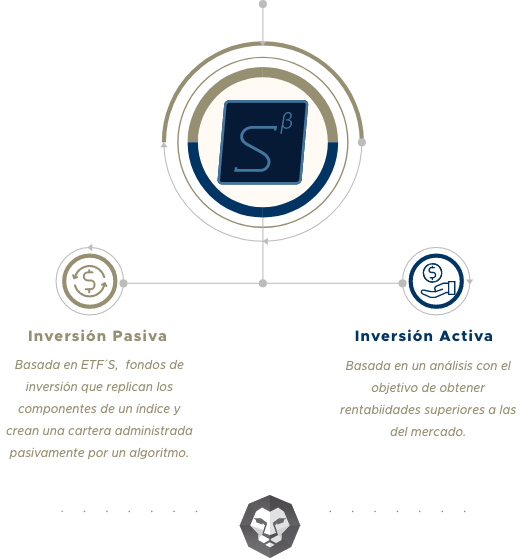 S β
$
$
Inversión Pasiva
Basada en ETF´S, fondos de
inversión que replican los
componentes de un índice y
crean una cartera administrada
pasivamente por un algoritmo.
Inversión Activa
Basada en un análisis con el
objetivo de obtener
rentabiidades superiores a las
del mercado.